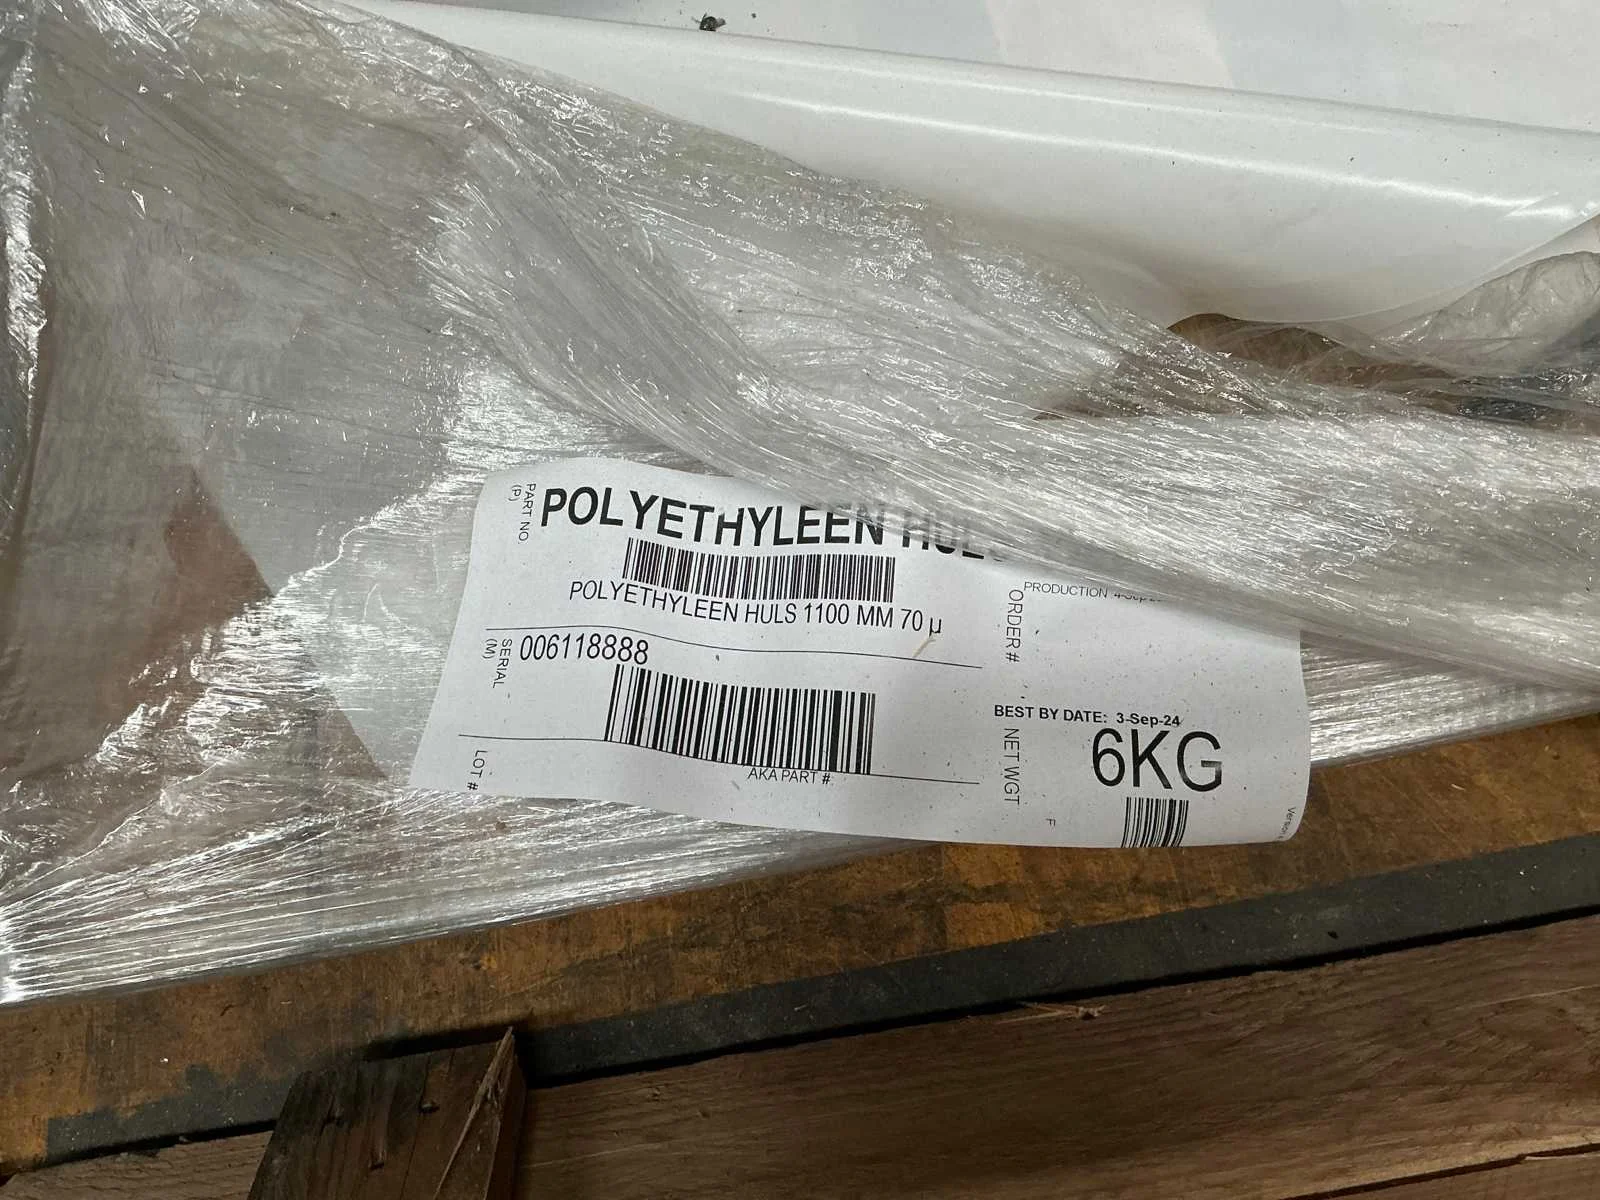 PART NO.
(P)
POLYETHYLEEN HULS
POLYETHYLEEN HULS 1100 MM 70 µ
SERIAL
(M)
006118888
LOT #
AKA PART #
PRODUCTION
ORDER #
BEST BY DATE: 3-Sep-24
NET WGT
6KG
F